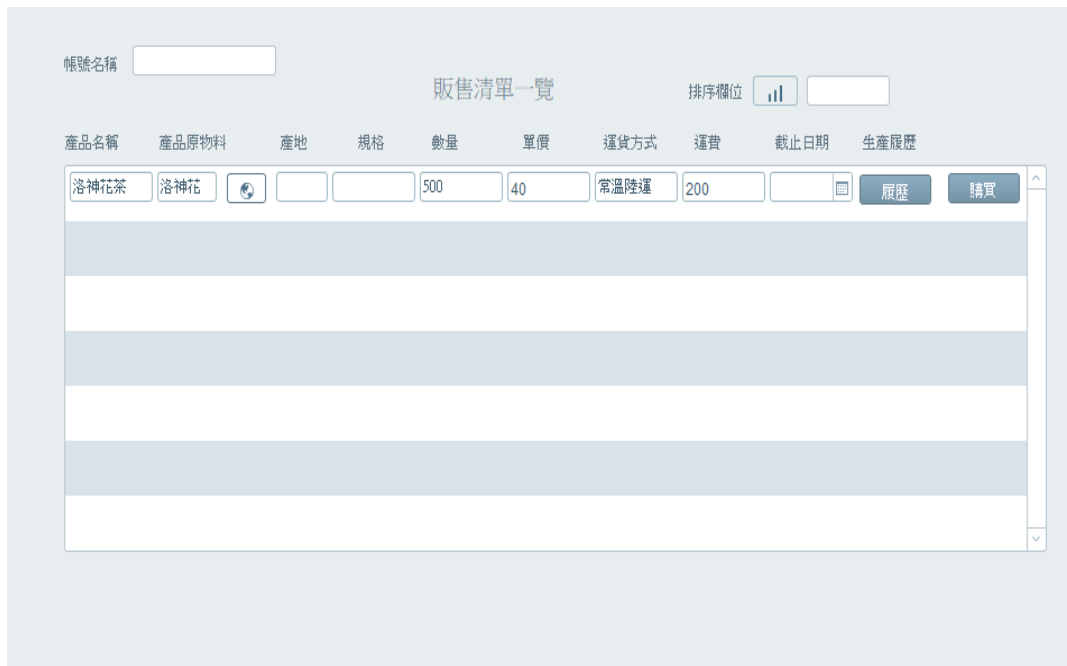 帳號名稱
販售清單一覽
排序欄位
產品名稱 產品原物料 產地 規格 數量 單價 運貨方式 運費 截止日期 生產履歷
洛神花茶 洛神花 500 40 常溫陸運 200 履歷 購買